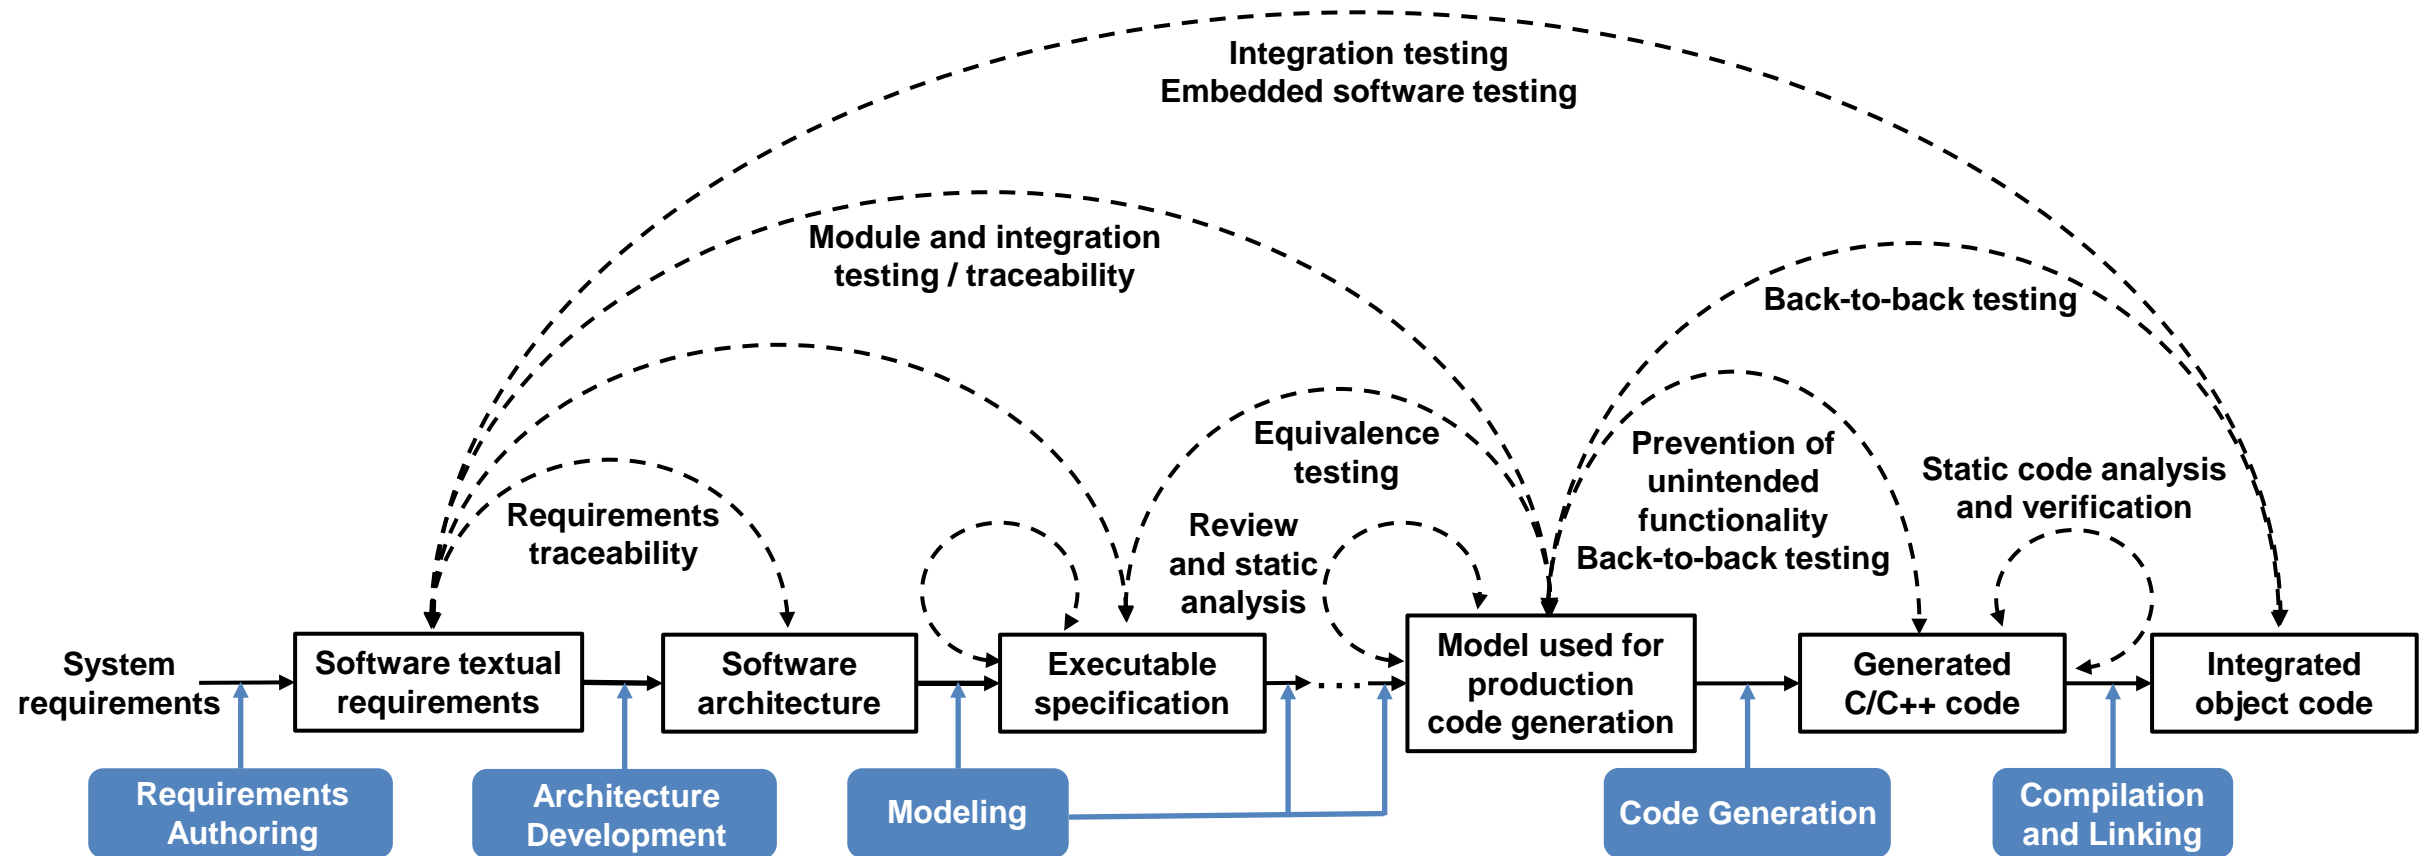 Integration testing
Embedded software testing
Module and integration
testing / traceability
Back-to-back testing
Equivalence
testing
Prevention of
unintended
functionality
Back-to-back testing
Static code analysis
and verification
Requirements
traceability
Review
and static
analysis
System
requirements
Software textual
requirements
Software
architecture
Executable
specification
....
Model used for
production
code generation
Generated
C/C++ code
Integrated
object code
Requirements
Authoring
Architecture
Development
Modeling
Code Generation
Compilation
and Linking